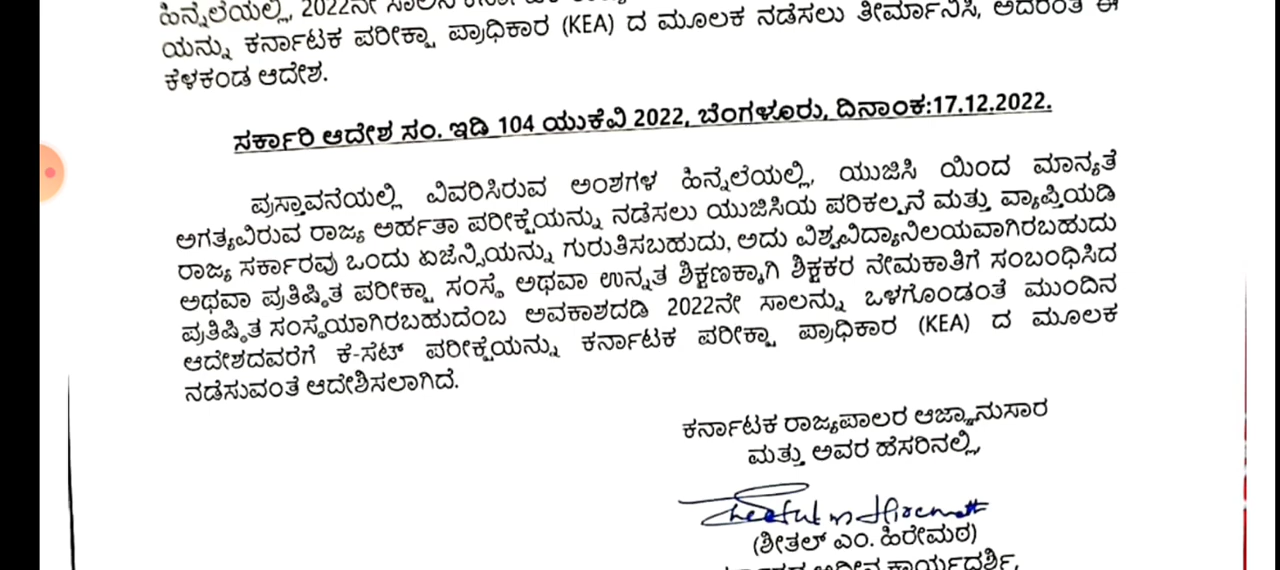 ಹಿನ್ನೆಲೆಯಲ್ಲಿ, 2022ನೇ ಸಾಲಿನ
ಯನ್ನು ಕರ್ನಾಟಕ ಪರೀಕ್ಷಾ ಪ್ರಾಧಿಕಾರ (KEA) ದ ಮೂಲಕ ನಡೆಸಲು ತೀರ್ಮಾನಿಸಿ, ಅದರಂತೆ ಈ
ಕೆಳಕಂಡ ಆದೇಶ.
ಸರ್ಕಾರಿ ಆದೇಶ ಸಂ. ಇಡಿ 104 ಯುಕೆವಿ 2022, ಬೆಂಗಳೂರು, ದಿನಾಂಕ:17.12.2022.
ಪ್ರಸ್ತಾವನೆಯಲ್ಲಿ ವಿವರಿಸಿರುವ ಅಂಶಗಳ ಹಿನ್ನೆಲೆಯಲ್ಲಿ, ಯುಜಿಸಿ ಯಿಂದ ಮಾನ್ಯತೆ
ಅಗತ್ಯವಿರುವ ರಾಜ್ಯ ಅರ್ಹತಾ ಪರೀಕ್ಷೆಯನ್ನು ನಡೆಸಲು ಯುಜಿಸಿಯ ಪರಿಕಲ್ಪನೆ ಮತ್ತು ವ್ಯಾಪ್ತಿಯಡಿ
ರಾಜ್ಯ ಸರ್ಕಾರವು ಒಂದು ಏಜೆನ್ಸಿಯನ್ನು ಗುರುತಿಸಬಹುದು, ಅದು ವಿಶ್ವವಿದ್ಯಾನಿಲಯವಾಗಿರಬಹುದು
ಅಥವಾ ಪ್ರತಿಷ್ಠಿತ ಪರೀಕ್ಷಾ ಸಂಸ್ಥೆ ಅಥವಾ ಉನ್ನತ ಶಿಕ್ಷಣಕ್ಕಾಗಿ ಶಿಕ್ಷಕರ ನೇಮಕಾತಿಗೆ ಸಂಬಂಧಿಸಿದ
ಪ್ರತಿಷ್ಠಿತ ಸಂಸ್ಥೆಯಾಗಿರಬಹುದೆಂಬ ಅವಕಾಶದಡಿ 2022ನೇ ಸಾಲನ್ನು ಒಳಗೊಂಡಂತೆ ಮುಂದಿನ
ಆದೇಶದವರೆಗೆ ಕೆ-ಸೆಟ್ ಪರೀಕ್ಷೆಯನ್ನು ಕರ್ನಾಟಕ ಪರೀಕ್ಷಾ ಪ್ರಾಧಿಕಾರ (KEA) ದ ಮೂಲಕ
ನಡೆಸುವಂತೆ ಆದೇಶಿಸಲಾಗಿದೆ.
ಕರ್ನಾಟಕ ರಾಜ್ಯಪಾಲರ ಆಜ್ಞಾನುಸಾರ
ಮತ್ತು ಅವರ ಹೆಸರಿನಲ್ಲಿ,
(ಶೀತಲ್ ಎಂ. ಹಿರೇಮಠ)
ಅಧೀನ ಕಾರ್ಯದರ್ಶಿ,